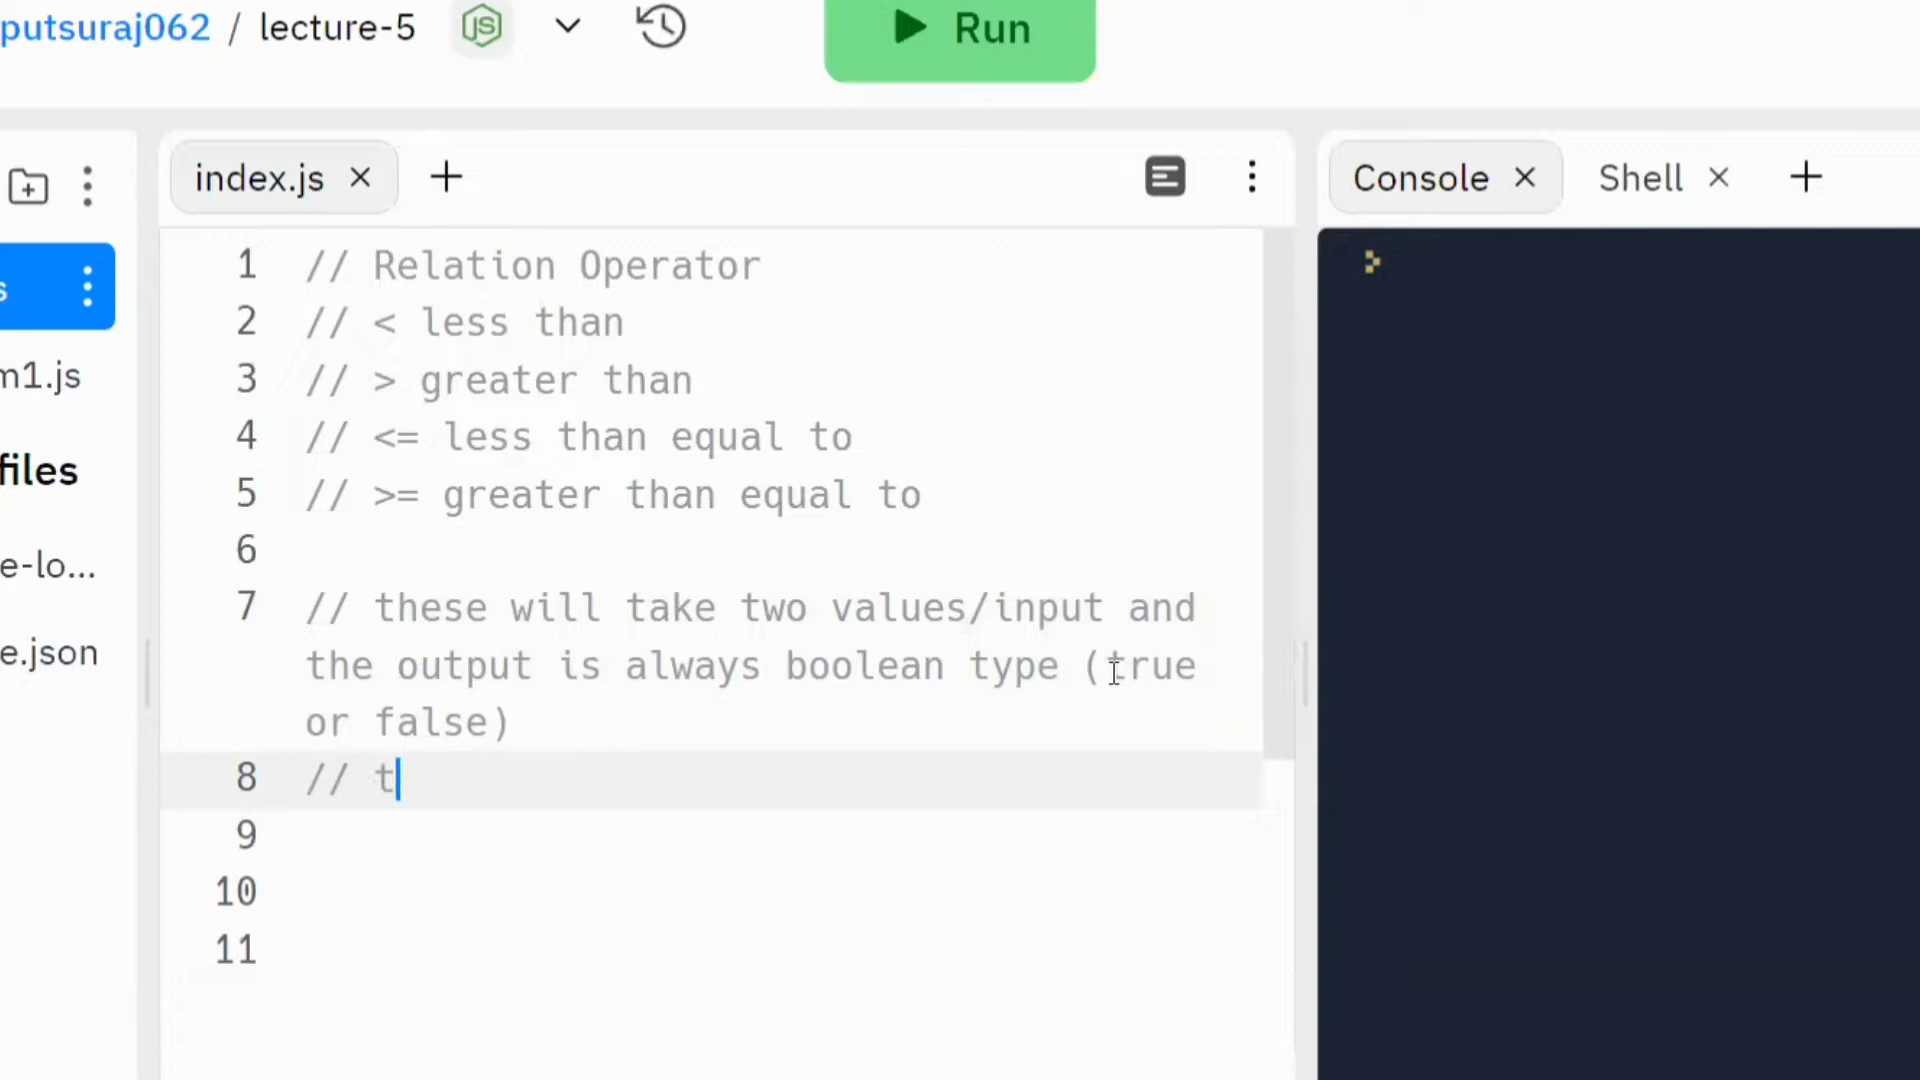 putsuraj062 / lecture-5
Run
index.js
Console
Shell
s
m1.js
files
e-lo...
e.json
1 // Relation Operator
2 // < less than
3 // > greater than
4 // <= less than equal to
5 // >= greater than equal to
6
7 // these will take two values/input and
the output is always boolean type (true
or false)
8 // t
9
10
11